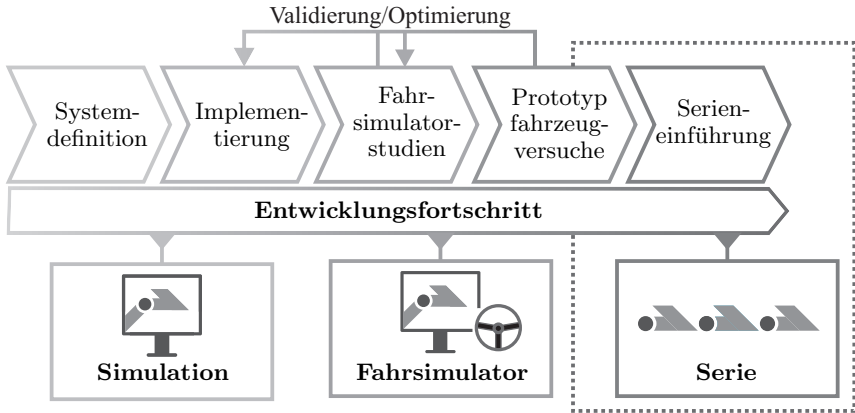 Validierung/Optimierung
System-
definition
Implemen-
tierung
Fahr-
simulator-
studien
Prototyp
fahrzeug-
versuche
Serien-
einführung
Entwicklungsfortschritt
Simulation
Fahrsimulator
Serie